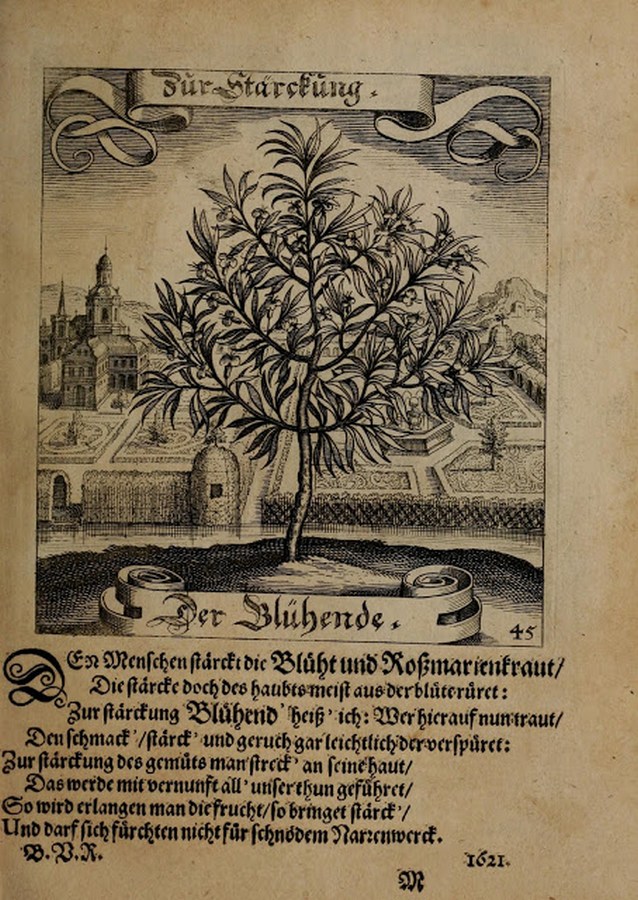 Zur Stärckung.
Der Blühende.
45
DEn Menschen stärckt die Blüht und Roßmarienkraut/
Die stärcke doch des haubts meist aus der blüte rüret:
Zur stärckung Blühend' heiß' ich: Wer hierauf nun traut/
Den schmack'/stärck' und geruch gar leichtlich der verspüret:
Zur stärckung des gemüts man streck' an seine haut/
Das werde mit vernunft all' unser thun geführet/
So wird erlangen man die frucht/so bringet stärck'/
Und darf sich fürchten nicht für schnödem Narrenwerck.
B.V.R. 1621.
M